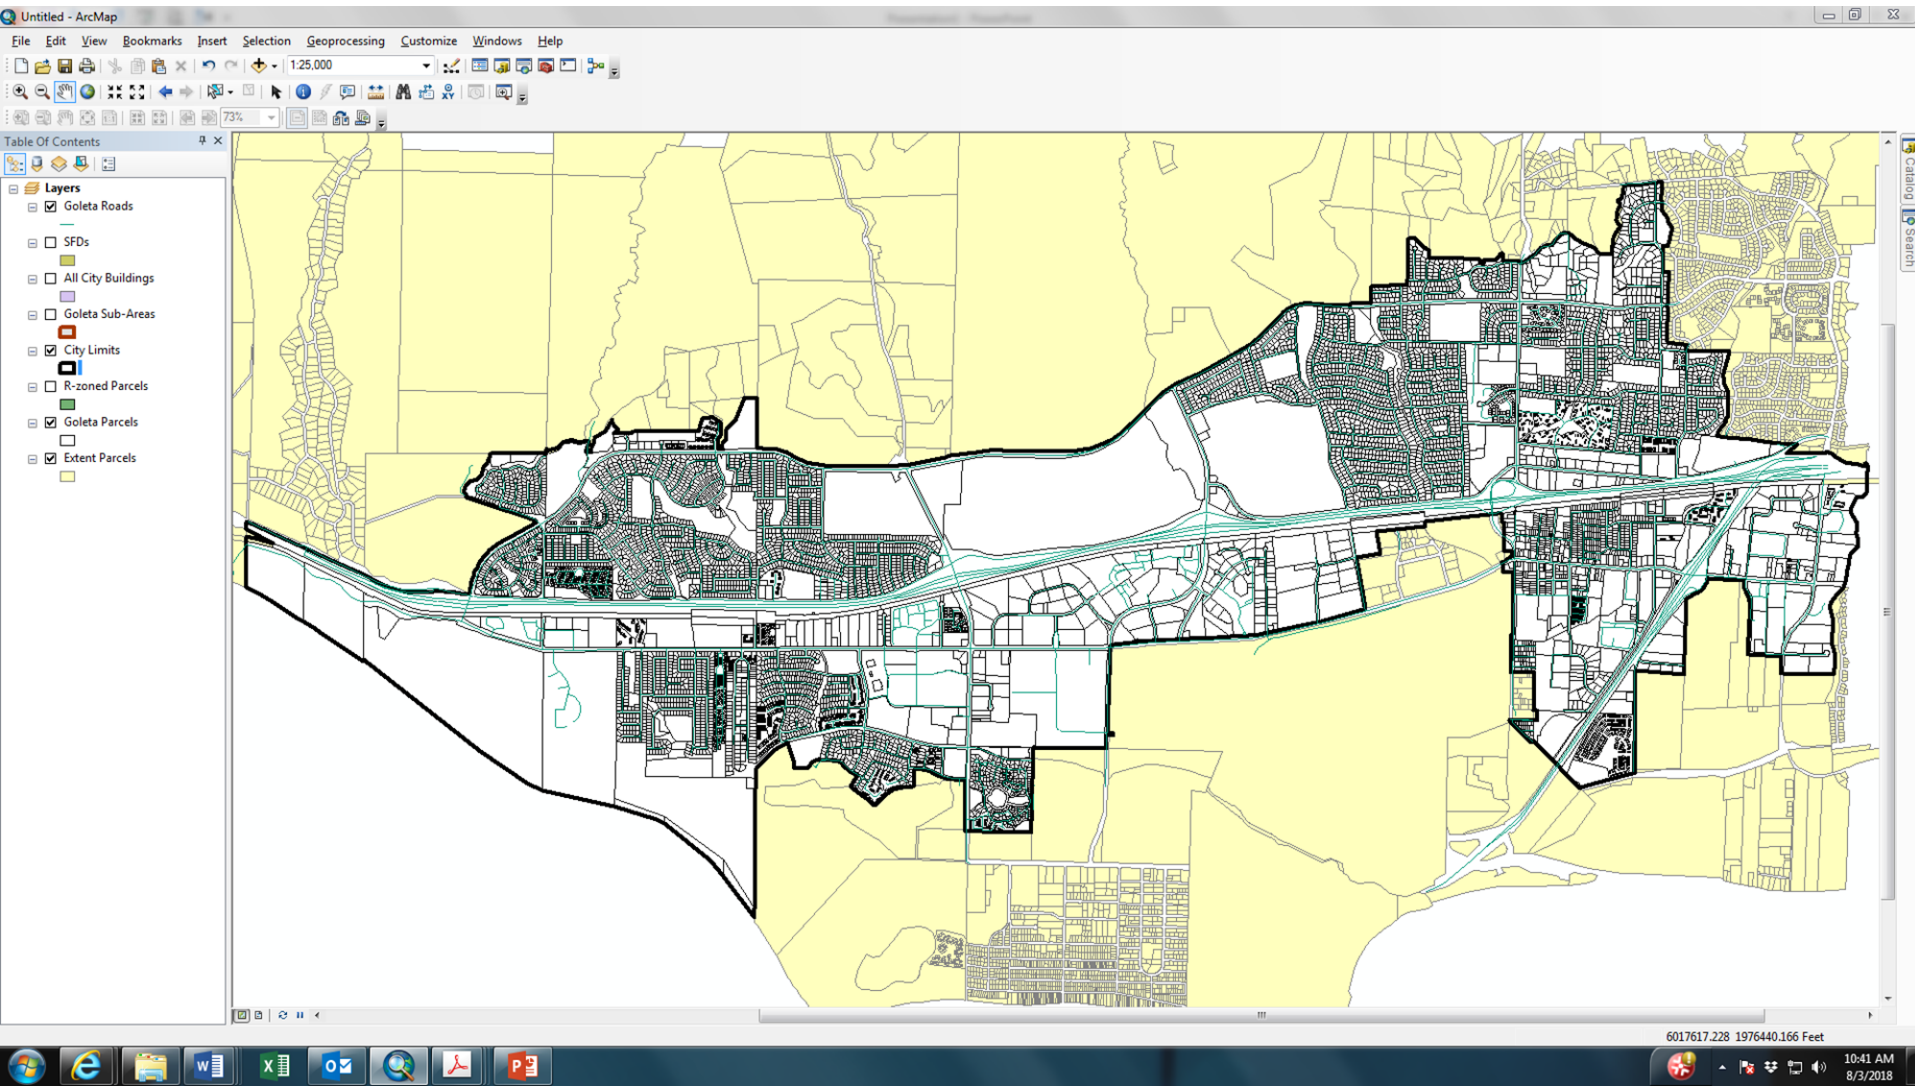 Untitled - ArcMap
File Edit View Bookmarks Insert Selection Geoprocessing Customize Windows Help
1:25,000
73%
Table Of Contents
Layers
Goleta Roads
SFDs
All City Buildings
Goleta Sub-Areas
City Limits
R-zoned Parcels
Goleta Parcels
Extent Parcels
Catalog
Search
6017617.228 1976440.166 Feet
10:41 AM
8/3/2018